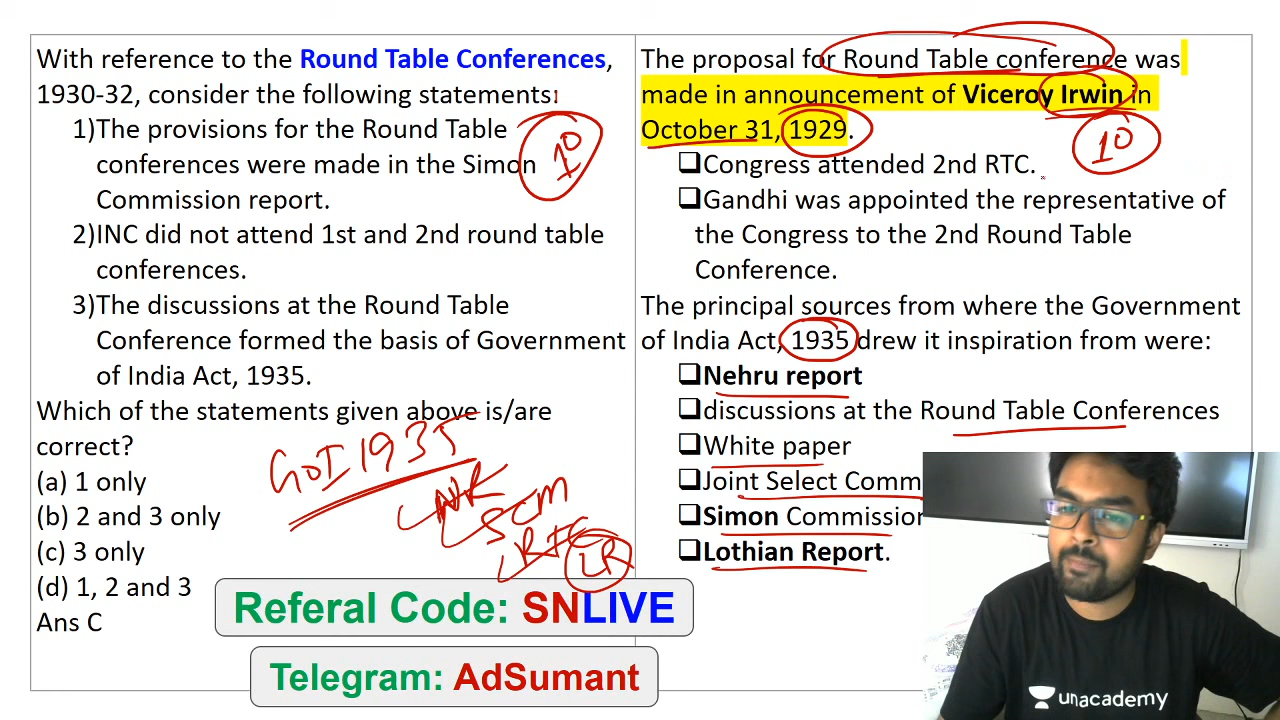 With reference to the Round Table Conferences,
1930-32, consider the following statements:
1)The provisions for the Round Table
conferences were made in the Simon
Commission report.
2)INC did not attend 1st and 2nd round table
conferences.
3)The discussions at the Round Table
Conference formed the basis of Government
of India Act, 1935.
Which of the statements given above is/are
correct?
(a) 1 only
(b) 2 and 3 only
(c) 3 only
(d) 1, 2 and 3
Ans C
10
GoI 1935
NR
SCM
RTC
LR
The proposal for Round Table conference was
made in announcement of Viceroy Irwin in
October 31, 1929.
10
❑Congress attended 2nd RTC.
❑Gandhi was appointed the representative of
the Congress to the 2nd Round Table
Conference.
The principal sources from where the Government
of India Act, 1935 drew it inspiration from were:
❑Nehru report
❑discussions at the Round Table Conferences
❑White paper
❑Joint Select Comm
❑Simon Commission
❑Lothian Report.
Referal Code: SNLIVE
Telegram: AdSumant
unacademy